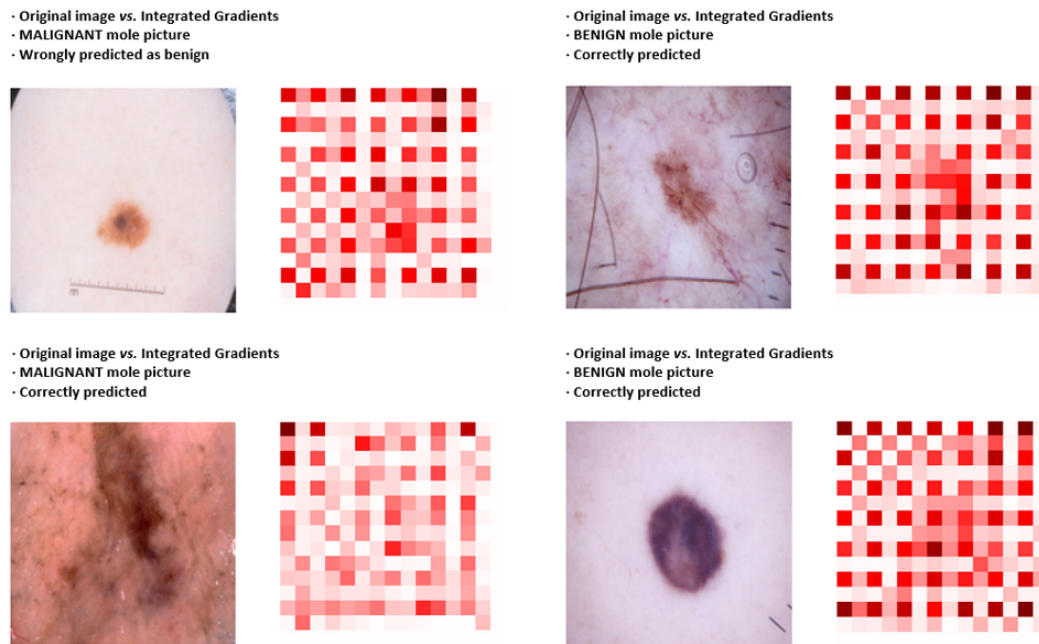 · Original image vs. Integrated Gradients
· MALIGNANT mole picture
· Wrongly predicted as benign
· Original image vs. Integrated Gradients
· BENIGN mole picture
· Correctly predicted
· Original image vs. Integrated Gradients
· MALIGNANT mole picture
· Correctly predicted
· Original image vs. Integrated Gradients
· BENIGN mole picture
· Correctly predicted